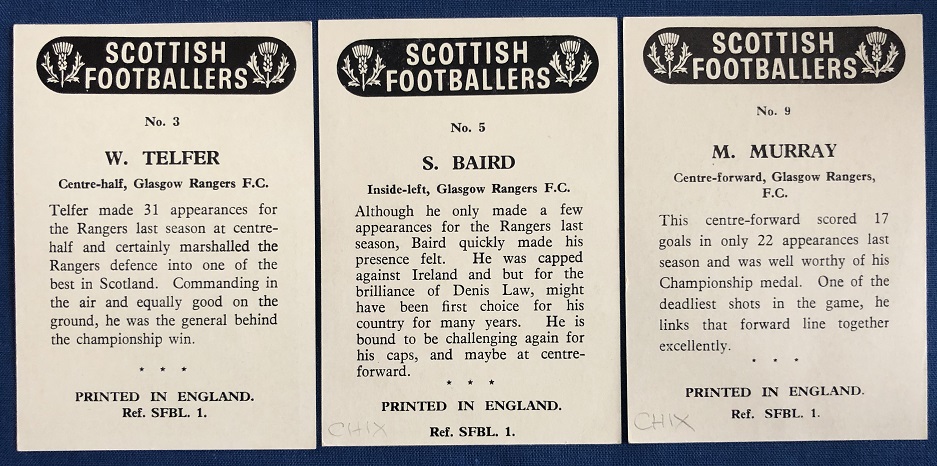 SCOTTISH
FOOTBALLERS
No. 3
W. TELFER
Centre-half, Glasgow Rangers F.C.
Telfer made 31 appearances for
the Rangers last season at centre-
half and certainly marshalled the
Rangers defence into one of the
best in Scotland. Commanding in
the air and equally good on the
ground, he was the general behind
the championship win.
* * *
PRINTED IN ENGLAND.
Ref. SFBL. 1.
SCOTTISH
FOOTBALLERS
No. 5
S. BAIRD
Inside-left, Glasgow Rangers F.C.
Although he only made a few
appearances for the Rangers last
season, Baird quickly made his
presence felt. He was capped
against Ireland and but for the
brilliance of Denis Law, might
have been first choice for his
country for many years. He is
bound to be challenging again for
his caps, and maybe at centre-
forward.
* * *
PRINTED IN ENGLAND.
CHIX
Ref. SFBL. 1.
SCOTTISH
FOOTBALLERS
No. 9
M. MURRAY
Centre-forward, Glasgow Rangers,
F.C.
This centre-forward scored 17
goals in only 22 appearances last
season and was well worthy of his
Championship medal. One of the
deadliest shots in the game, he
links that forward line together
excellently.
* * *
PRINTED IN ENGLAND.
Ref. SFBL. 1.
CHIX